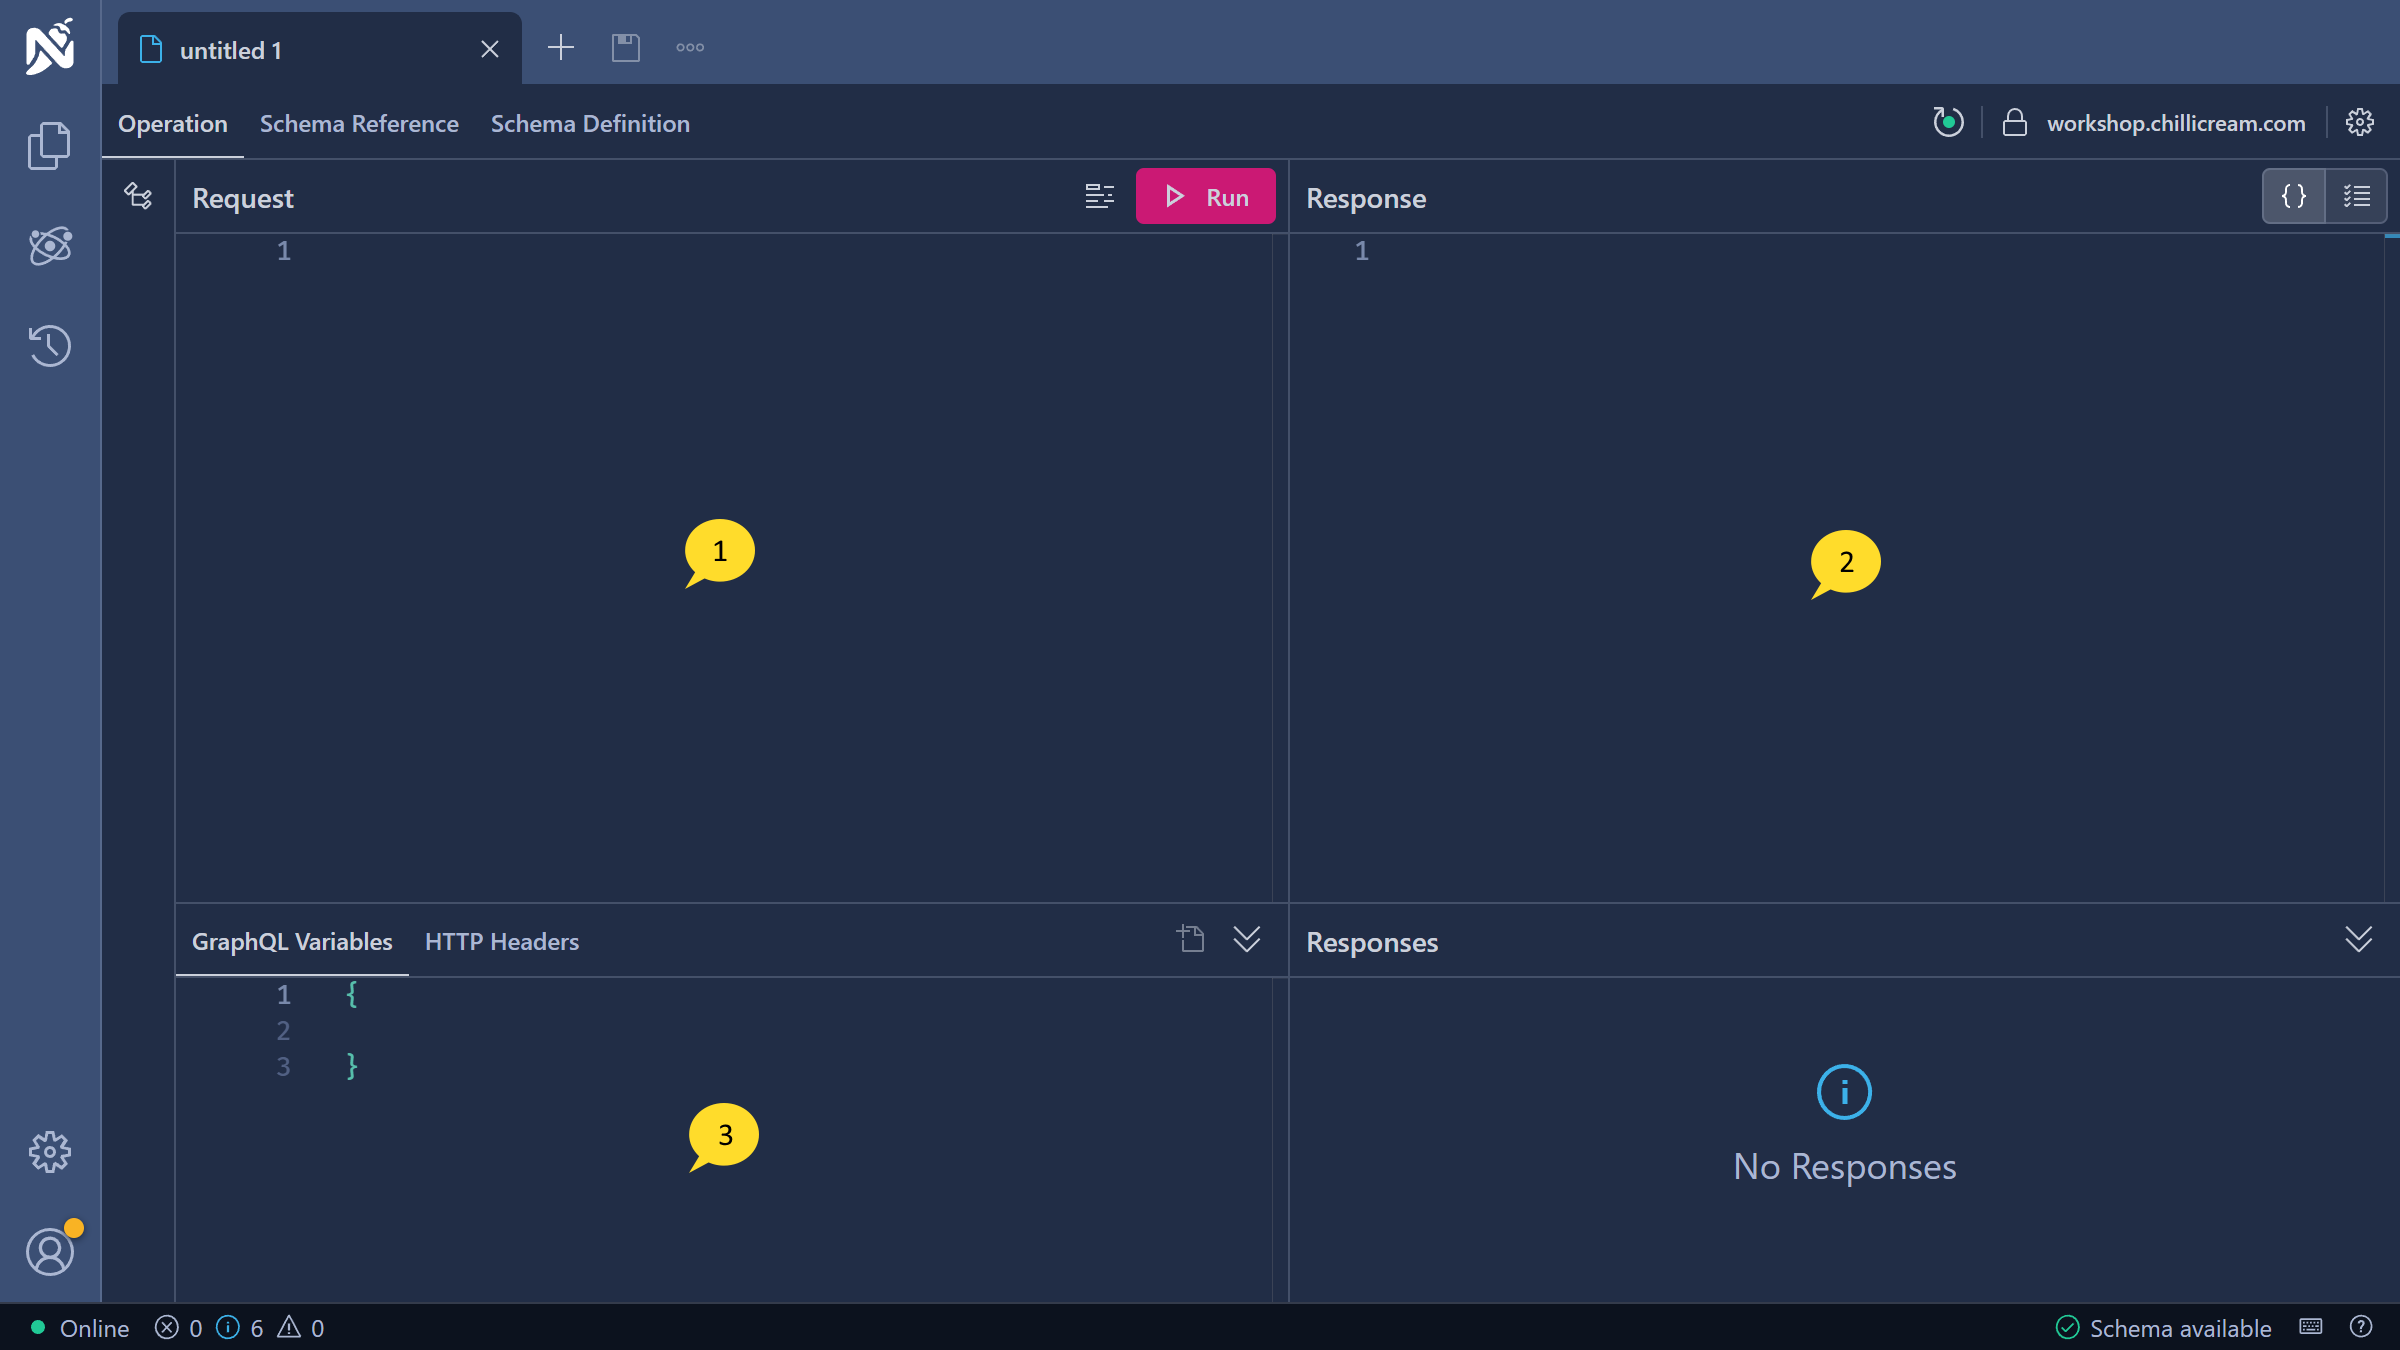 untitled 1
Operation Schema Reference Schema Definition workshop.chillicream.com
Request Run Response
1 1
1
2
GraphQL Variables HTTP Headers Responses
1 {
2
3 }
3
No Responses
Online 0 6 0 Schema available